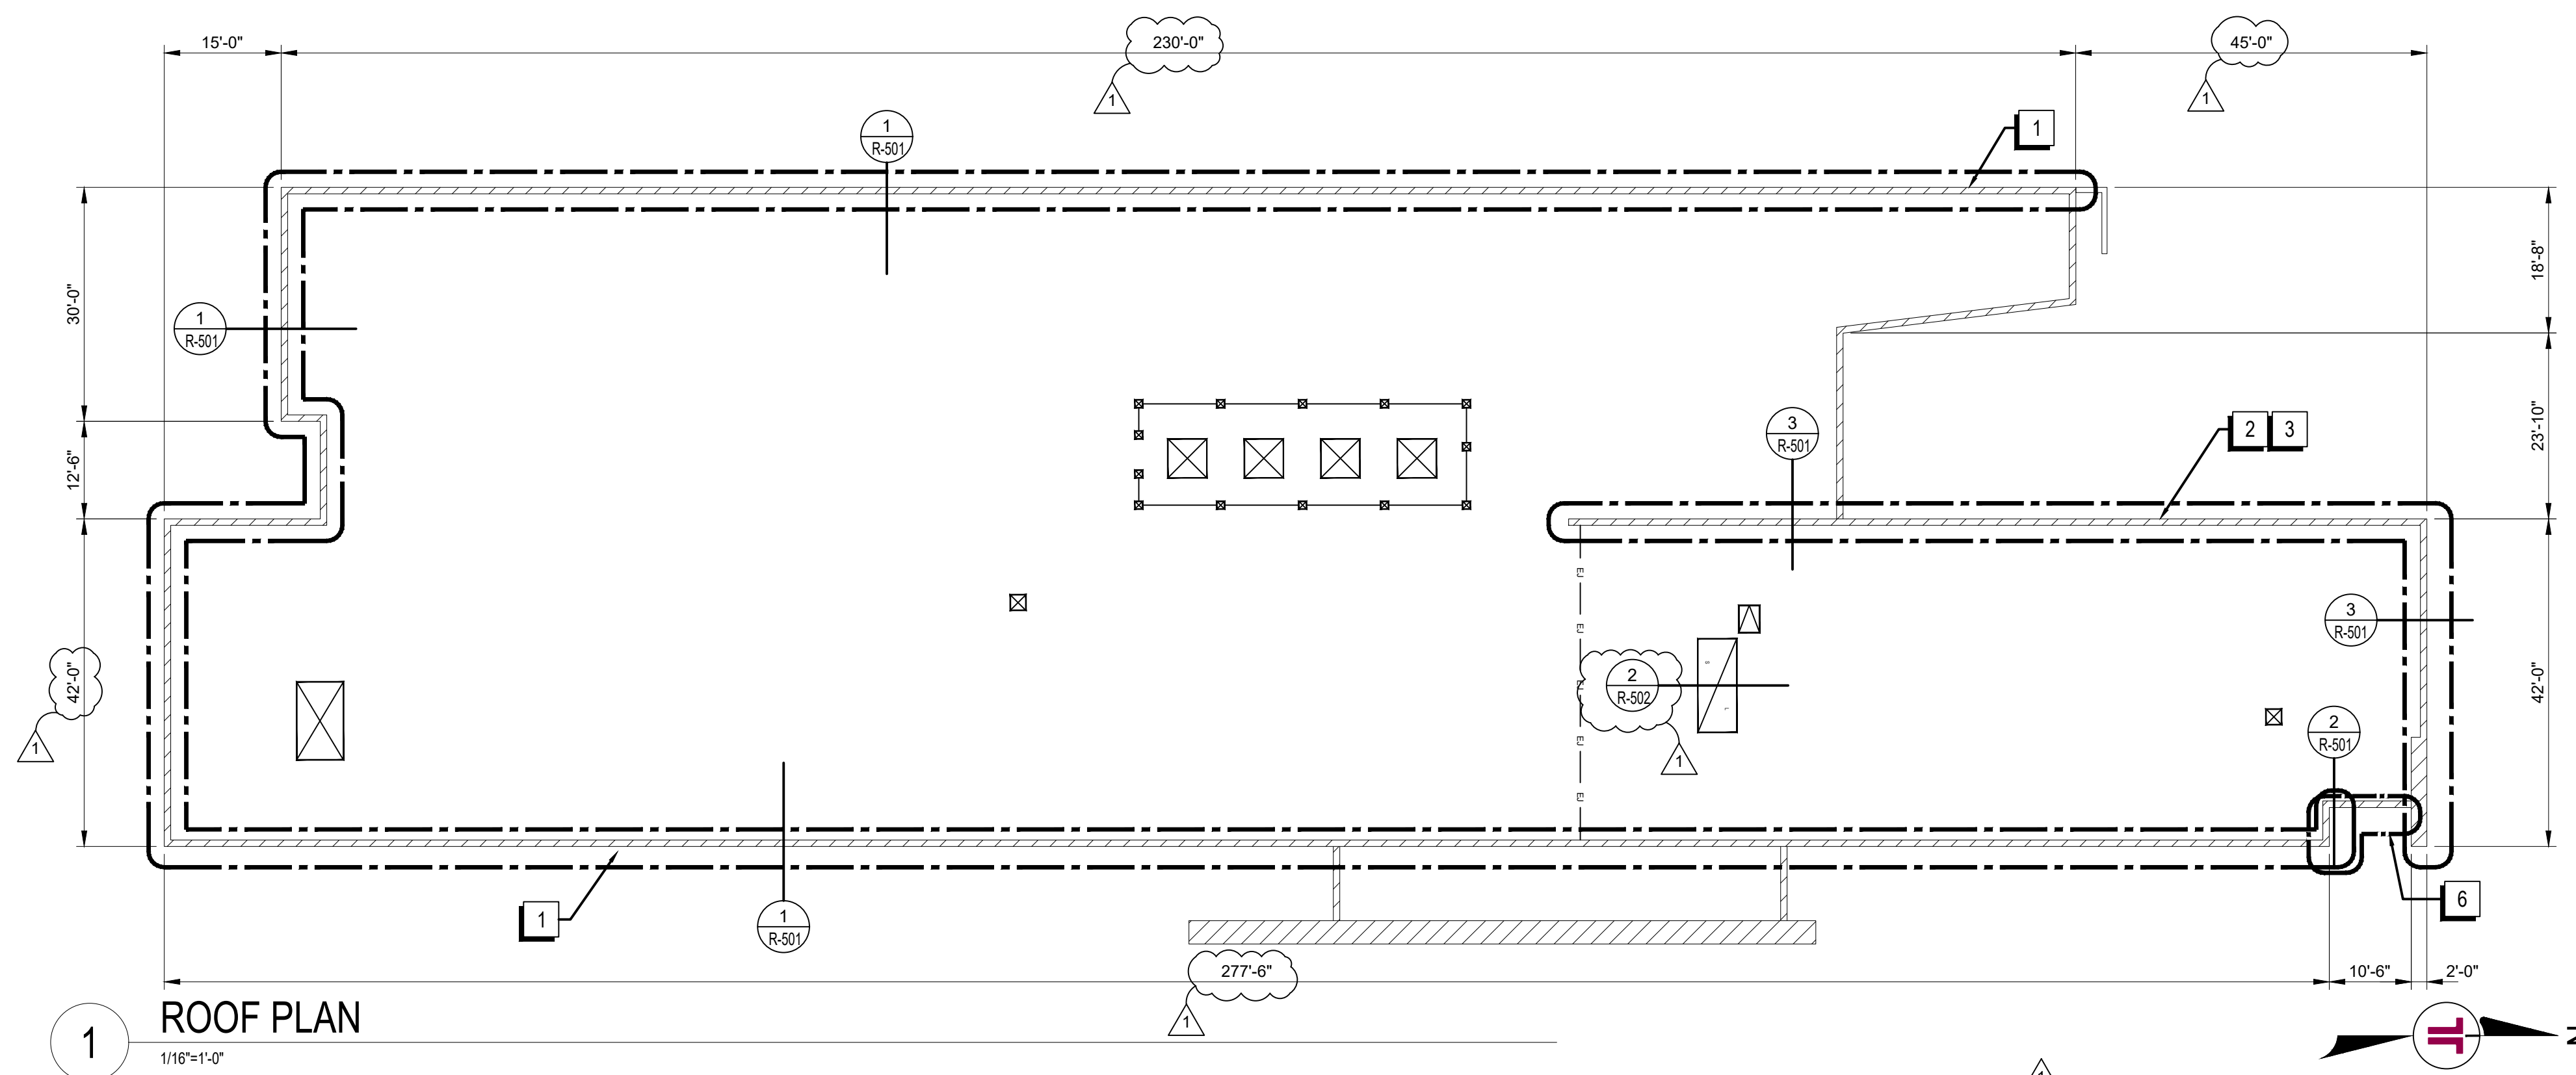 15'-0"
230'-0"
45'-0"
1
1
1
R-501
1
18'-8"
30'-0"
1
R-501
23'-10"
12'-6"
3
R-501
2 3
EJ
EJ
EJ
EJ
EJ
3
R-501
42'-0"
1
2
R-502
1
S
L
42'-0"
2
R-501
1
1
R-501
6
277'-6"
1
10'-6"
2'-0"
1
ROOF PLAN
1/16"=1'-0"
N
1